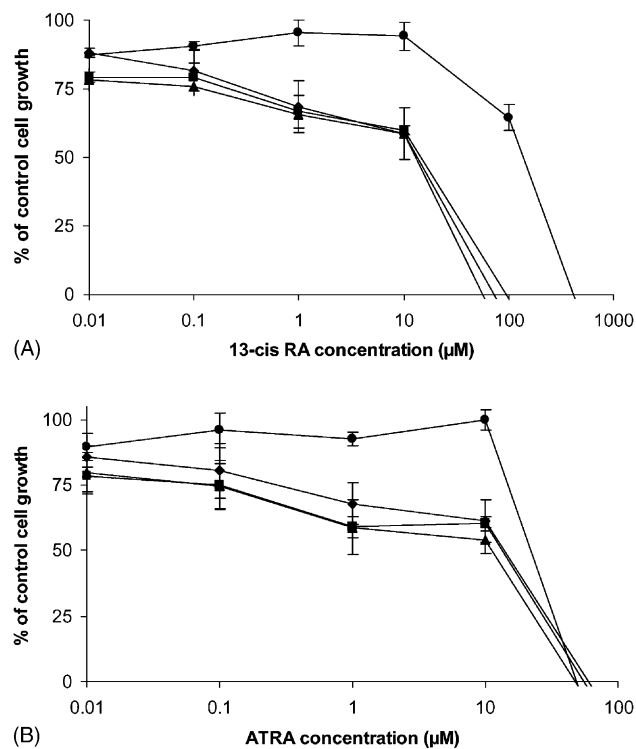 100
75
50
25
0
% of control cell growth
0.01 0.1 1 10 100 1000
13-cis RA concentration (µM)
(A)
100
75
50
25
0
% of control cell growth
0.01 0.1 1 10 100
ATRA concentration (µM)
(B)